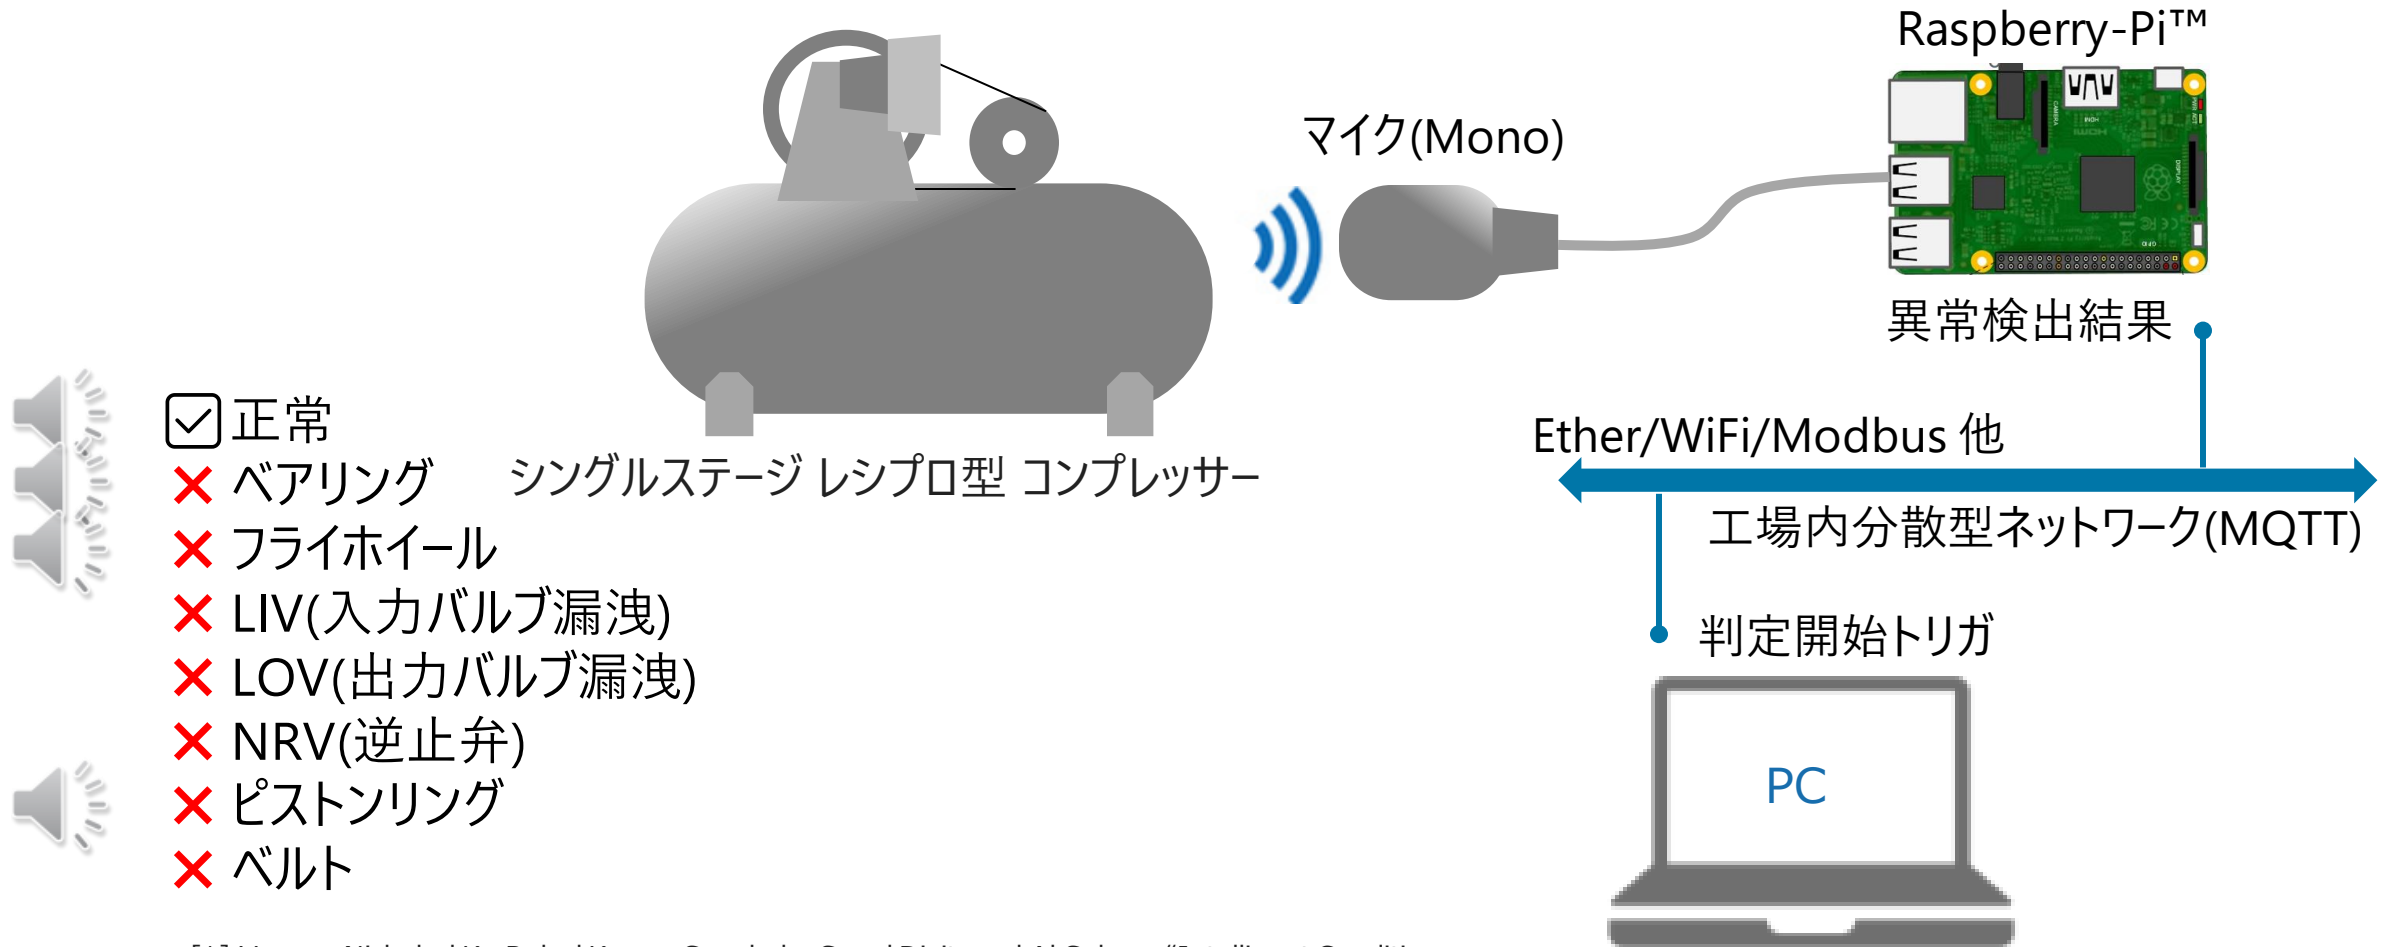 Raspberry-Pi™
マイク(Mono)
異常検出結果
正常
ベアリング
フライホイール
LIV(入力バルブ漏洩)
LOV(出力バルブ漏洩)
NRV(逆止弁)
ピストンリング
ベルト
シングルステージ レシプロ型 コンプレッサー
Ether/WiFi/Modbus 他
工場内分散型ネットワーク(MQTT)
判定開始トリガ
PC
HDMI
CAMERA
DISPLAY
GPIO